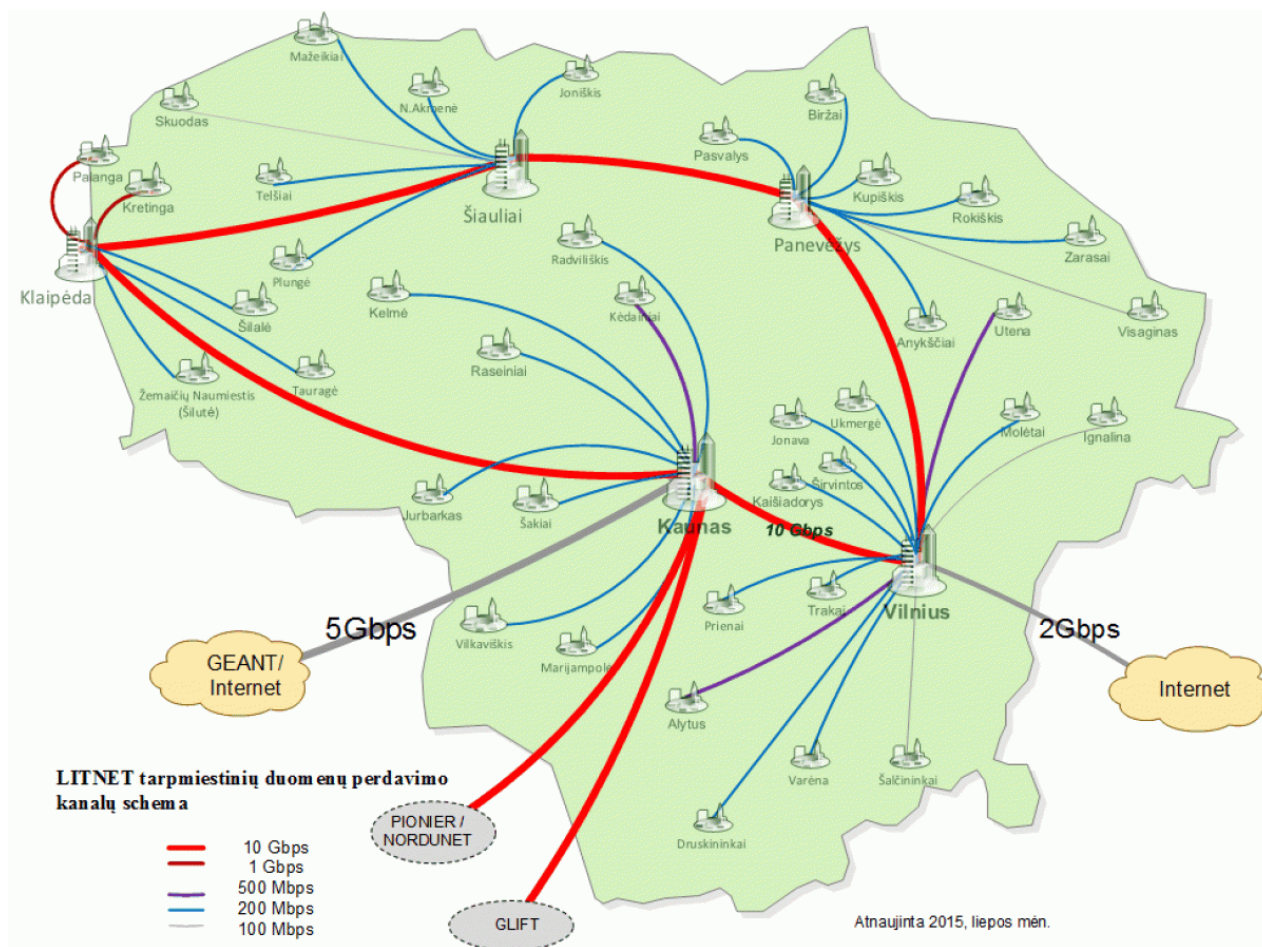 Mažeikiai
Joniškis
N.Akmenė
Biržai
Skuodas
Pasvalys
Palanga
Telšiai
Kretinga
Šiauliai
Kupiškis
Rokiškis
Panevėžys
Zarasai
Radviliškis
Klaipėda
Plungė
Kelmė
Kėdainiai
Šilalė
Anykščiai
Utena
Visaginas
Raseiniai
Tauragė
Žemaičių Naumiestis
(Šilutė)
Ukmergė
Jonava
Molėtai
Ignalina
Širvintos
Kaišiadorys
Jurbarkas
Šakiai
Kaunas
10 Gbps
Vilnius
Trakai
Prienai
5Gbps
2Gbps
Vilkaviškis
Marijampolė
GEANT/
Internet
Internet
Alytus
Varėna
Šalčininkai
Druskininkai
LITNET tarpmiestinių duomenų perdavimo
kanalų schema
PIONIER /
NORDUNET
10 Gbps
1 Gbps
500 Mbps
200 Mbps
100 Mbps
GLIFT
Atnaujinta 2015, liepos mėn.